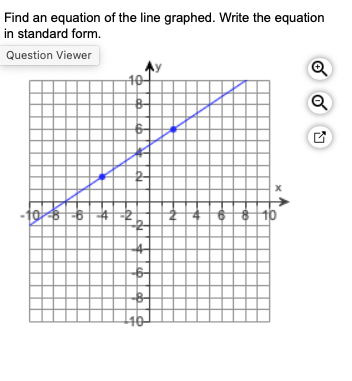 Find an equation of the line graphed. Write the equation
in standard form.
Question Viewer
y
10
8
6
4
2
x
-10 -8 -6 -4 -2 2 4 6 8 10
-2
-4
-6
-8
-10